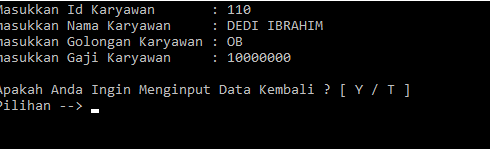 Masukkan Id Karyawan : 110
masukkan Nama Karyawan : DEDI IBRAHIM
masukkan Golongan Karyawan : OB
masukkan Gaji Karyawan : 10000000
Apakah Anda Ingin Menginput Data Kembali ? [ Y / T ]
Pilihan -->